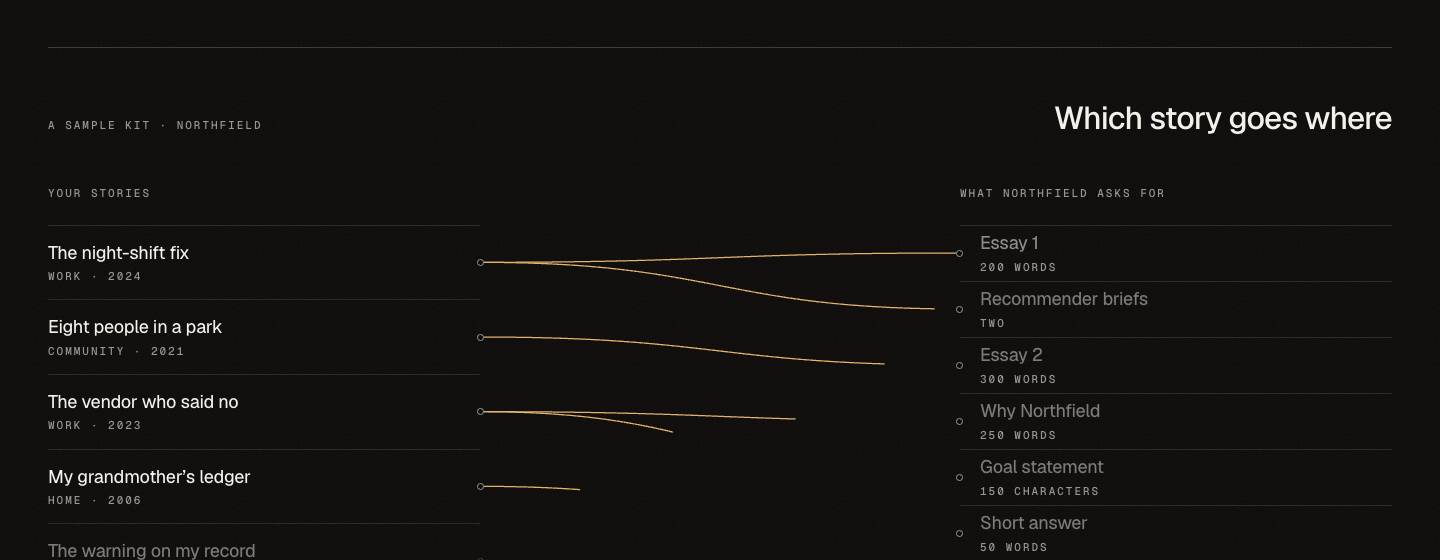 A SAMPLE KIT · NORTHFIELD
Which story goes where
YOUR STORIES
The night-shift fix
WORK · 2024
Eight people in a park
COMMUNITY · 2021
The vendor who said no
WORK · 2023
My grandmother’s ledger
HOME · 2006
The warning on my record
WHAT NORTHFIELD ASKS FOR
Essay 1
200 WORDS
Recommender briefs
TWO
Essay 2
300 WORDS
Why Northfield
250 WORDS
Goal statement
150 CHARACTERS
Short answer
50 WORDS